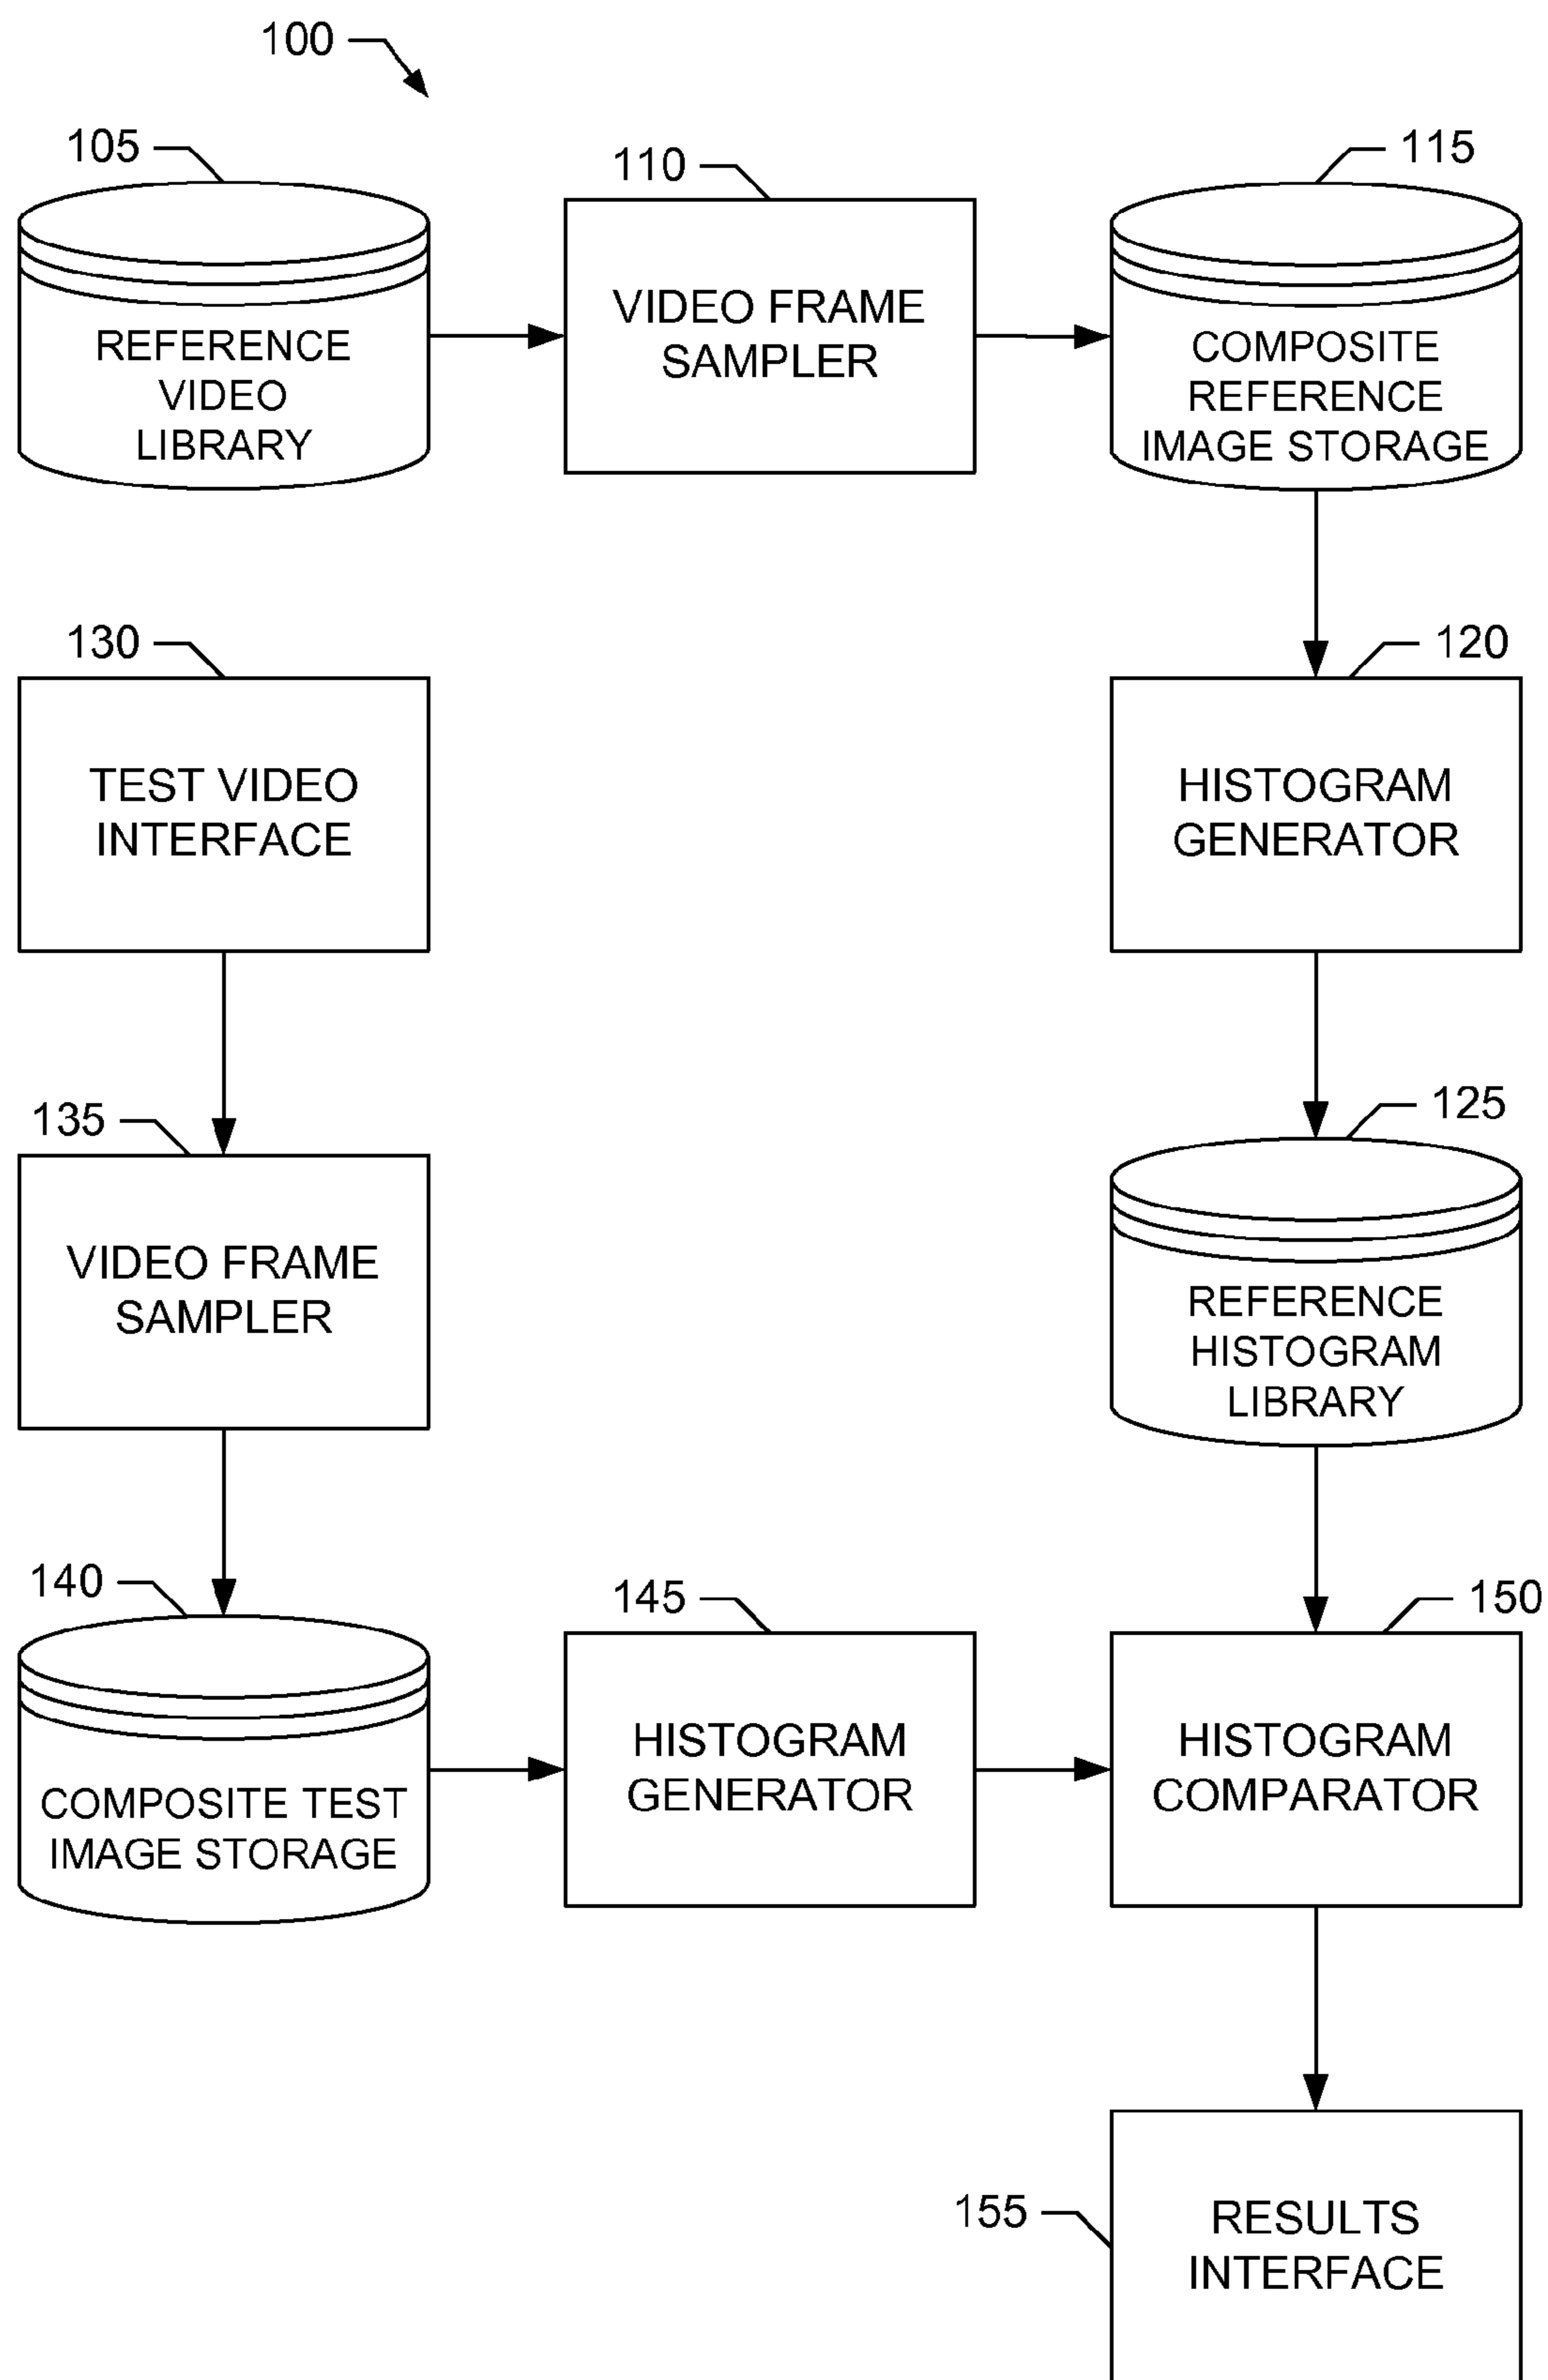 100
105
110
115
REFERENCE
VIDEO
LIBRARY
VIDEO FRAME
SAMPLER
COMPOSITE
REFERENCE
IMAGE STORAGE
130
120
TEST VIDEO
INTERFACE
HISTOGRAM
GENERATOR
135
125
VIDEO FRAME
SAMPLER
REFERENCE
HISTOGRAM
LIBRARY
140
145
150
COMPOSITE TEST
IMAGE STORAGE
HISTOGRAM
GENERATOR
HISTOGRAM
COMPARATOR
155
RESULTS
INTERFACE